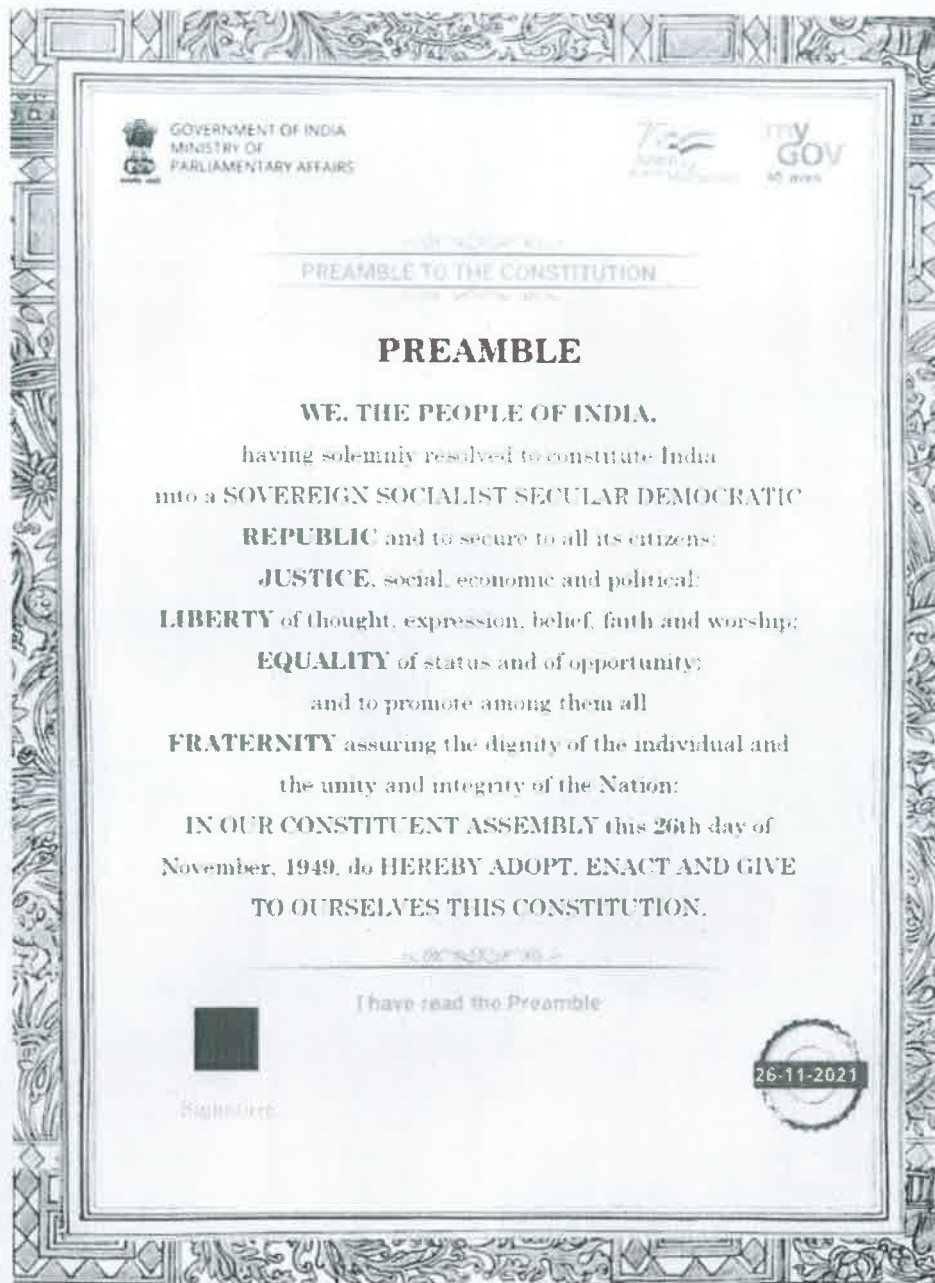 GOVERNMENT OF INDIA
MINISTRY OF
PARLIAMENTARY AFFAIRS
75
my
GOV
PREAMBLE TO THE CONSTITUTION
PREAMBLE
WE, THE PEOPLE OF INDIA,
having solemnly resolved to constitute India
into a SOVEREIGN SOCIALIST SECULAR DEMOCRATIC
REPUBLIC and to secure to all its citizens:
JUSTICE, social, economic and political;
LIBERTY of thought, expression, belief, faith and worship;
EQUALITY of status and of opportunity;
and to promote among them all
FRATERNITY assuring the dignity of the individual and
the unity and integrity of the Nation;
IN OUR CONSTITUENT ASSEMBLY this 26th day of
November, 1949, do HEREBY ADOPT, ENACT AND GIVE
TO OURSELVES THIS CONSTITUTION.
I have read the Preamble
Signature
26-11-2021